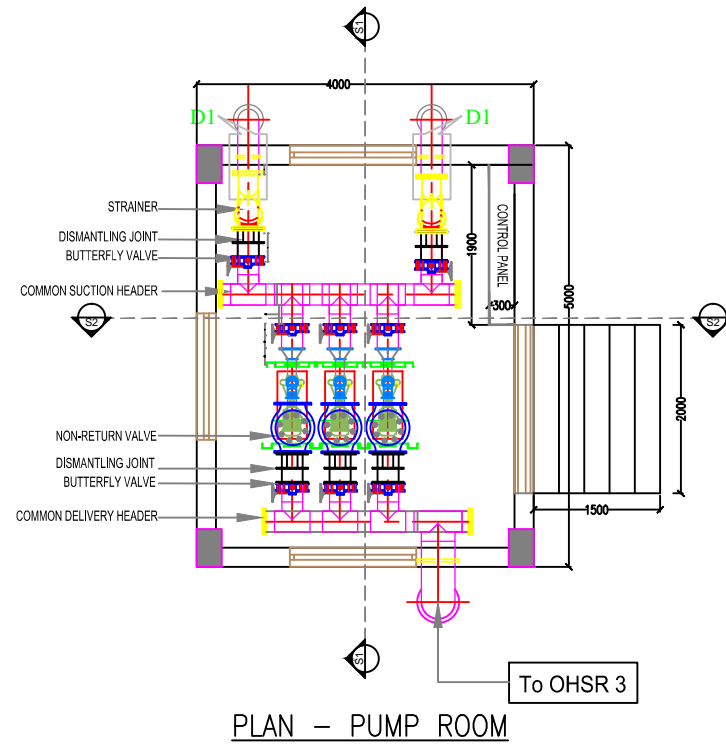 S1
4000
D1
D1
STRAINER
DISMANTLING JOINT
BUTTERFLY VALVE
COMMON SUCTION HEADER
CONTROL PANEL
1900
300
5000
S2
S2
2000
NON-RETURN VALVE
DISMANTLING JOINT
BUTTERFLY VALVE
COMMON DELIVERY HEADER
1500
S1
To OHSR 3
PLAN - PUMP ROOM